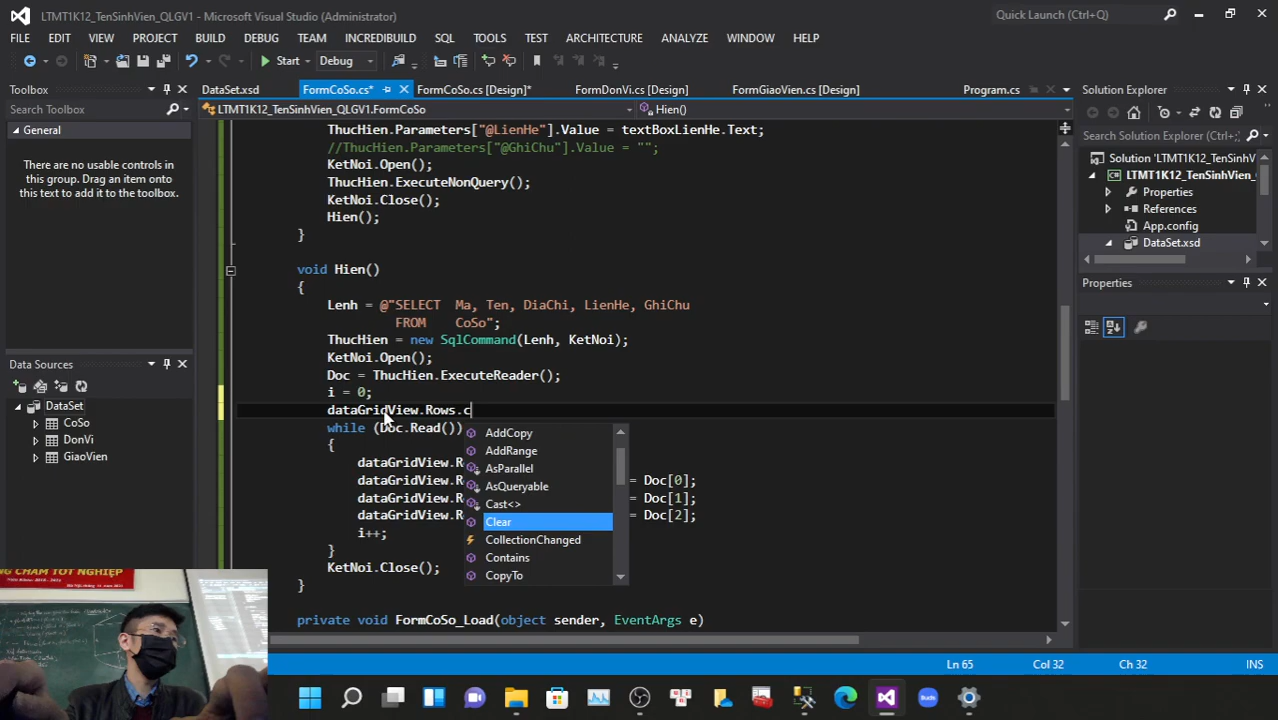 LTMT1K12_TenSinhVien_QLGV1 - Microsoft Visual Studio (Administrator)
Quick Launch (Ctrl+Q)
FILE EDIT VIEW PROJECT BUILD DEBUG TEAM INCREDIBUILD SQL TOOLS TEST ARCHITECTURE ANALYZE WINDOW HELP
Start Debug
Toolbox
Search Toolbox
General
There are no usable controls in
this group. Drag an item onto
this text to add it to the toolbox.
Data Sources
DataSet
CoSo
DonVi
GiaoVien
DataSet.xsd FormCoSo.cs* FormCoSo.cs [Design]* FormDonVi.cs [Design] FormGiaoVien.cs [Design] Program.cs
LTMT1K12_TenSinhVien_QLGV1.FormCoSo Hien()
ThucHien.Parameters["@LienHe"].Value = textBoxLienHe.Text;
//ThucHien.Parameters["@GhiChu"].Value = "";
KetNoi.Open();
ThucHien.ExecuteNonQuery();
KetNoi.Close();
Hien();
}
void Hien()
{
Lenh = @"SELECT Ma, Ten, DiaChi, LienHe, GhiChu
FROM CoSo";
ThucHien = new SqlCommand(Lenh, KetNoi);
KetNoi.Open();
Doc = ThucHien.ExecuteReader();
i = 0;
dataGridView.Rows.c
while (Doc.Read())
{
dataGridView.R
dataGridView.R = Doc[0];
dataGridView.R = Doc[1];
dataGridView.R = Doc[2];
i++;
}
KetNoi.Close();
}
private void FormCoSo_Load(object sender, EventArgs e)
AddCopy
AddRange
AsParallel
AsQueryable
Cast<>
Clear
CollectionChanged
Contains
CopyTo
Solution Explorer
Search Solution Explorer (Ctrl+;)
Solution 'LTMT1K12_TenSinhV
LTMT1K12_TenSinhVien_
Properties
References
App.config
DataSet.xsd
Properties
Ln 65 Col 32 Ch 32 INS